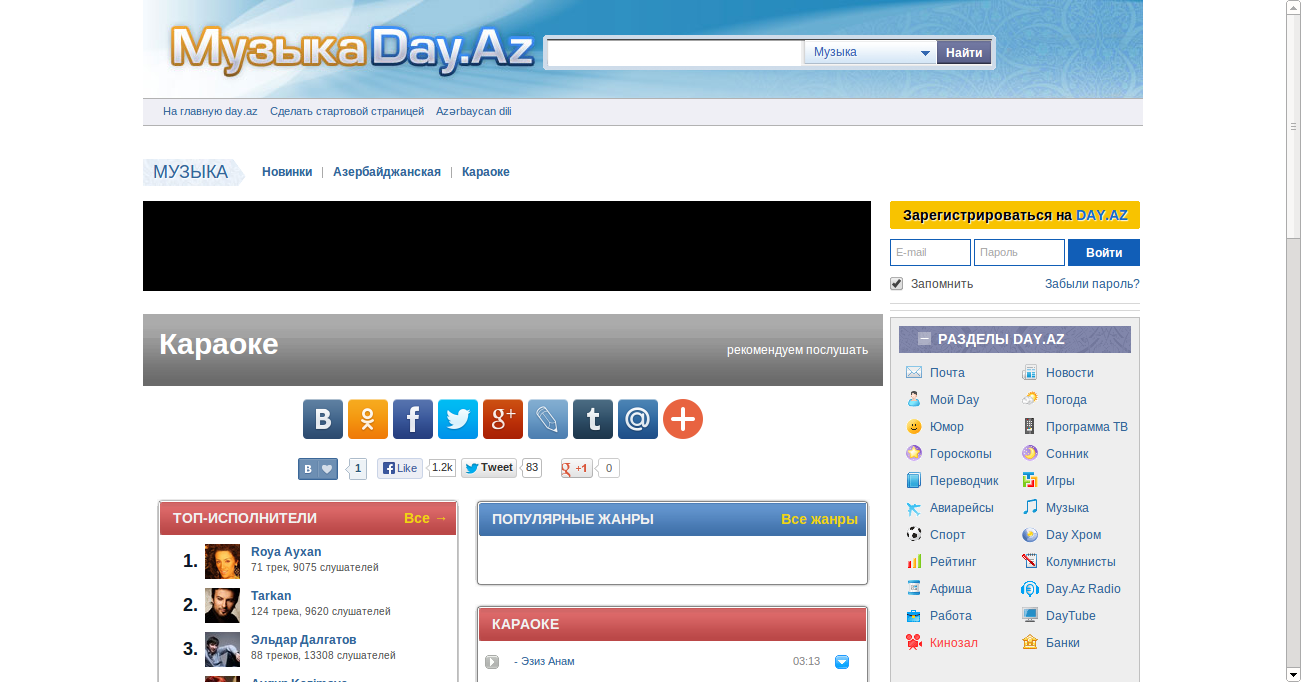 Музыка Day.Az
Музыка
Найти
На главную day.az Сделать стартовой страницей Azərbaycan dili
МУЗЫКА Новинки | Азербайджанская | Караоке
Зарегистрироваться на DAY.AZ
E-mail Пароль Войти
Запомнить Забыли пароль?
Караоке
рекомендуем послушать
B 1 Like 1.2k Tweet 83 g +1 0
ТОП-ИСПОЛНИТЕЛИ Все →
1. Roya Ayxan
71 трек, 9075 слушателей
2. Tarkan
124 трека, 9620 слушателей
3. Эльдар Далгатов
88 треков, 13308 слушателей
ПОПУЛЯРНЫЕ ЖАНРЫ Все жанры
КАРАОКЕ
- Эзиз Анам 03:13
РАЗДЕЛЫ DAY.AZ
Почта Новости
Мой Day Погода
Юмор Программа ТВ
Гороскопы Сонник
Переводчик Игры
Авиарейсы Музыка
Спорт Day Хром
Рейтинг Колумнисты
Афиша Day.Az Radio
Работа DayTube
Кинозал Банки